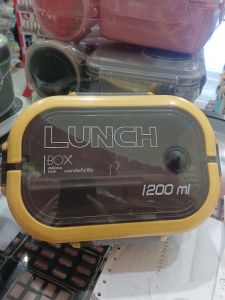 LUNCH
BOX
wonderful life
1200 ml